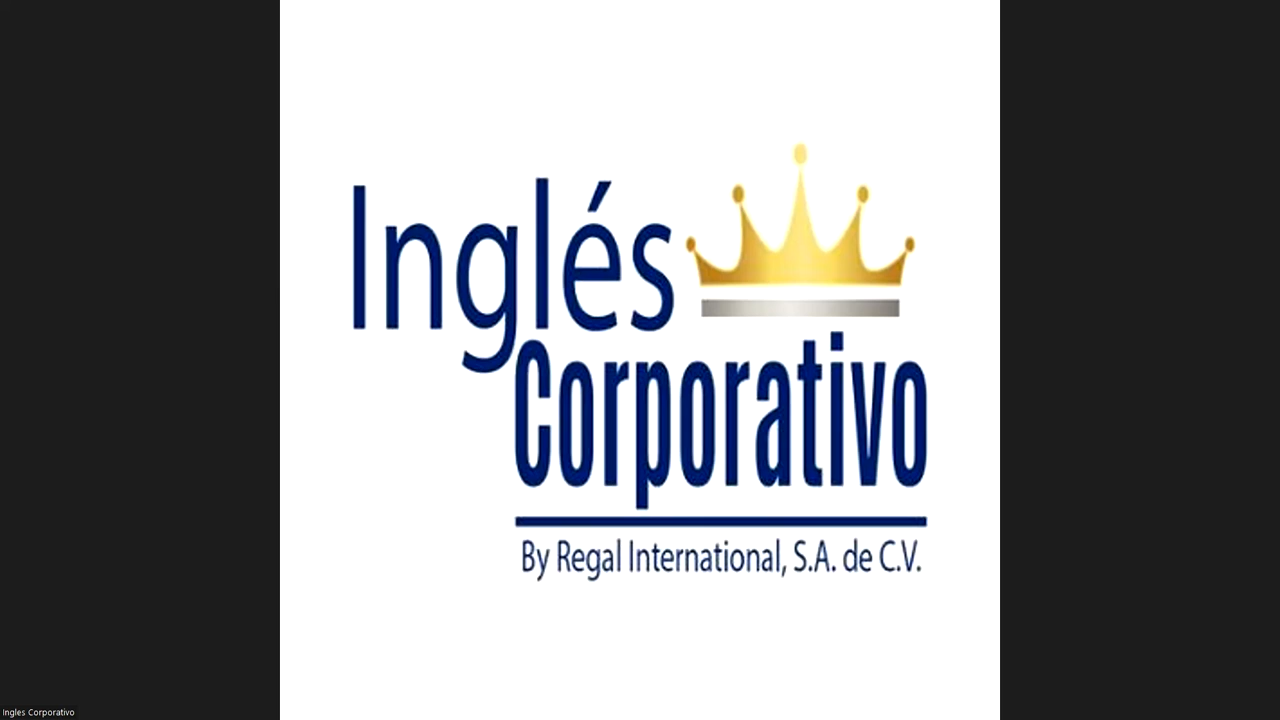 Inglés
Corporativo
By Regal International, S.A. de C.V.
Ingles Corporativo